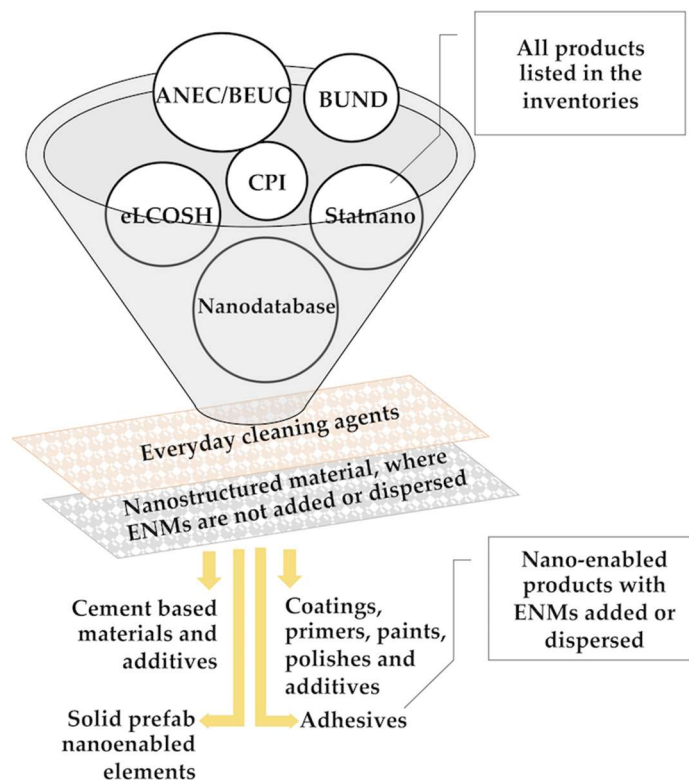 All products
listed in the
inventories
ANEC/BEUC
BUND
CPI
eLCOSH
Statnano
Nanodatabase
Everyday cleaning agents
Nanostructured material, where
ENMs are not added or dispersed
Cement based
materials and
additives
Coatings,
primers, paints,
polishes and
additives
Nano-enabled
products with
ENMs added or
dispersed
Solid prefab
nanoenabled
elements
Adhesives